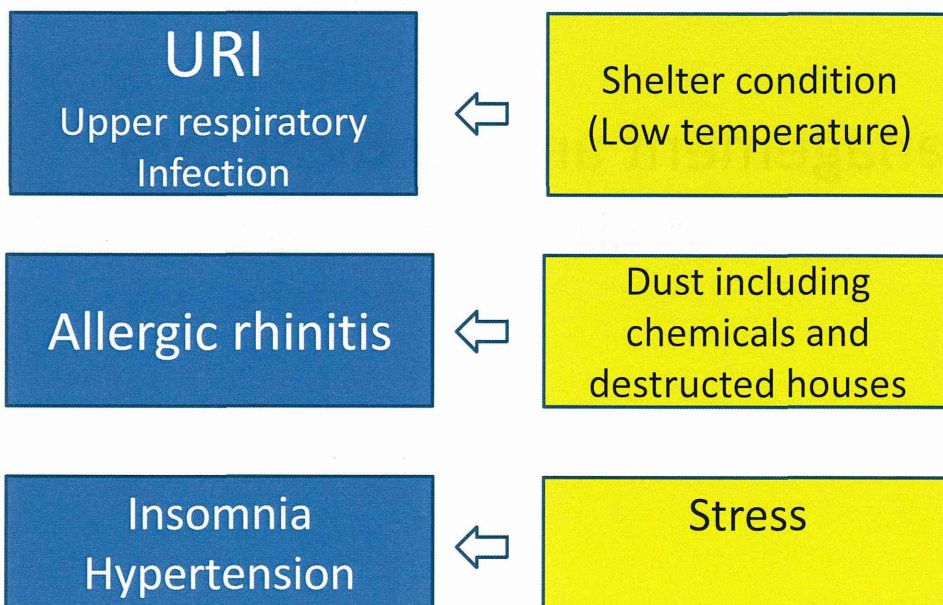 URI
Upper respiratory
Infection
Shelter condition
(Low temperature)
Allergic rhinitis
Dust including
chemicals and
destructed houses
Insomnia
Hypertension
Stress